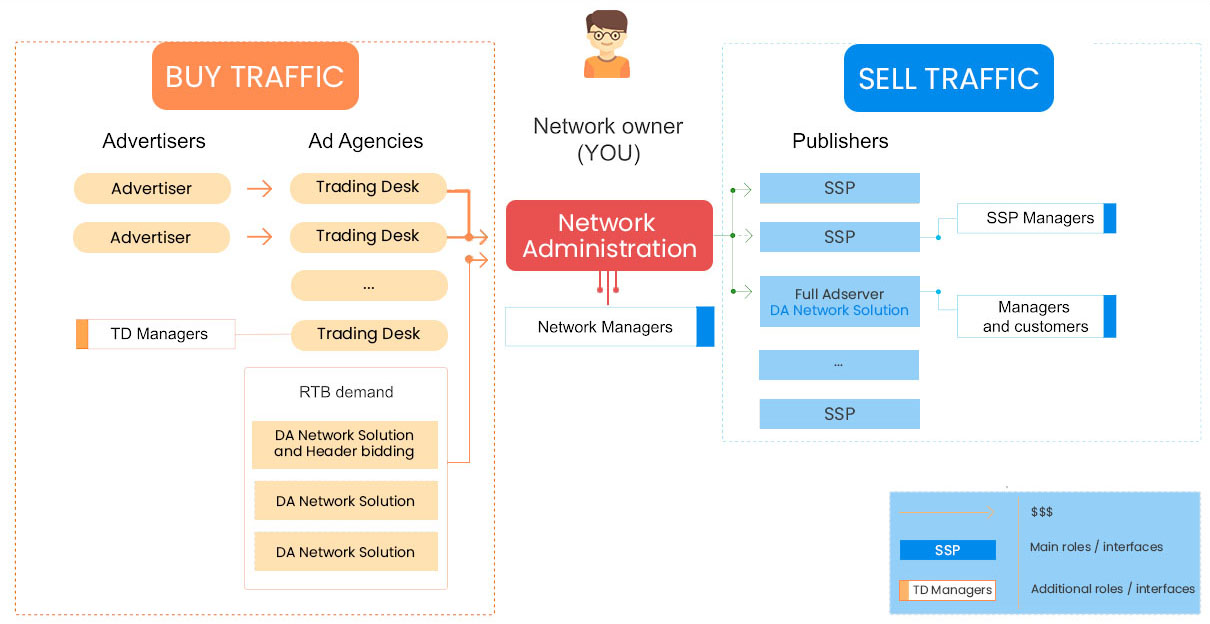 BUY TRAFFIC
Advertisers
Ad Agencies
Advertiser
Trading Desk
Advertiser
Trading Desk
...
TD Managers
Trading Desk
RTB demand
DA Network Solution
and Header bidding
DA Network Solution
DA Network Solution
Network owner
(YOU)
Network
Administration
Network Managers
SELL TRAFFIC
Publishers
SSP
SSP
SSP Managers
Full Adserver
DA Network Solution
Managers
and customers
...
SSP
$$$
SSP
Main roles / interfaces
TD Managers
Additional roles / interfaces